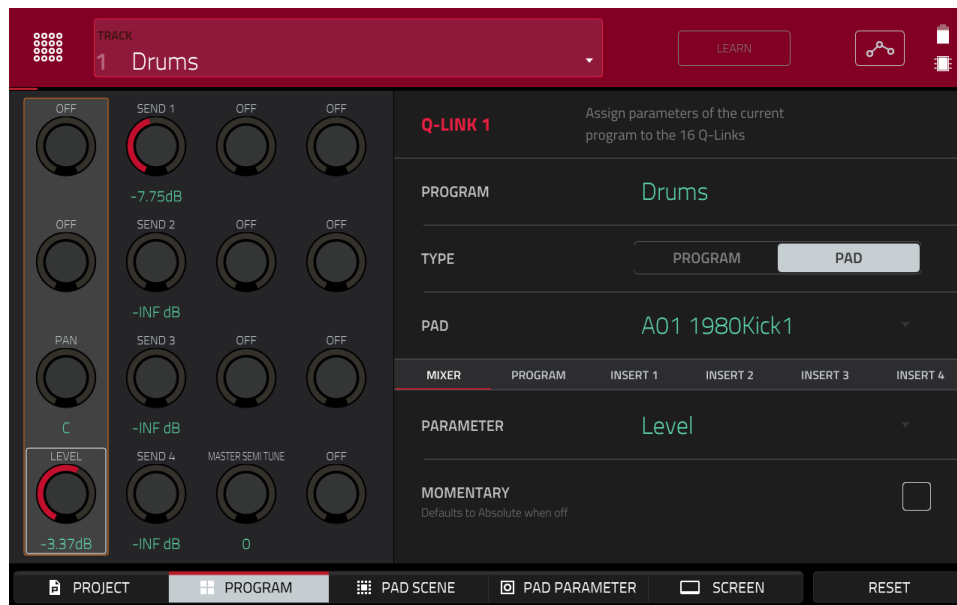 TRACK
1 Drums
LEARN
OFF SEND 1 OFF OFF
-7.75dB
OFF SEND 2 OFF OFF
-INF dB
PAN SEND 3 OFF OFF
C -INF dB
LEVEL SEND 4 MASTER SEMI TUNE OFF
-3.37dB -INF dB 0
Q-LINK 1
Assign parameters of the current
program to the 16 Q-Links
PROGRAM Drums
TYPE PROGRAM PAD
PAD A01 1980Kick1
MIXER PROGRAM INSERT 1 INSERT 2 INSERT 3 INSERT 4
PARAMETER Level
MOMENTARY
Defaults to Absolute when off
PROJECT PROGRAM PAD SCENE PAD PARAMETER SCREEN RESET